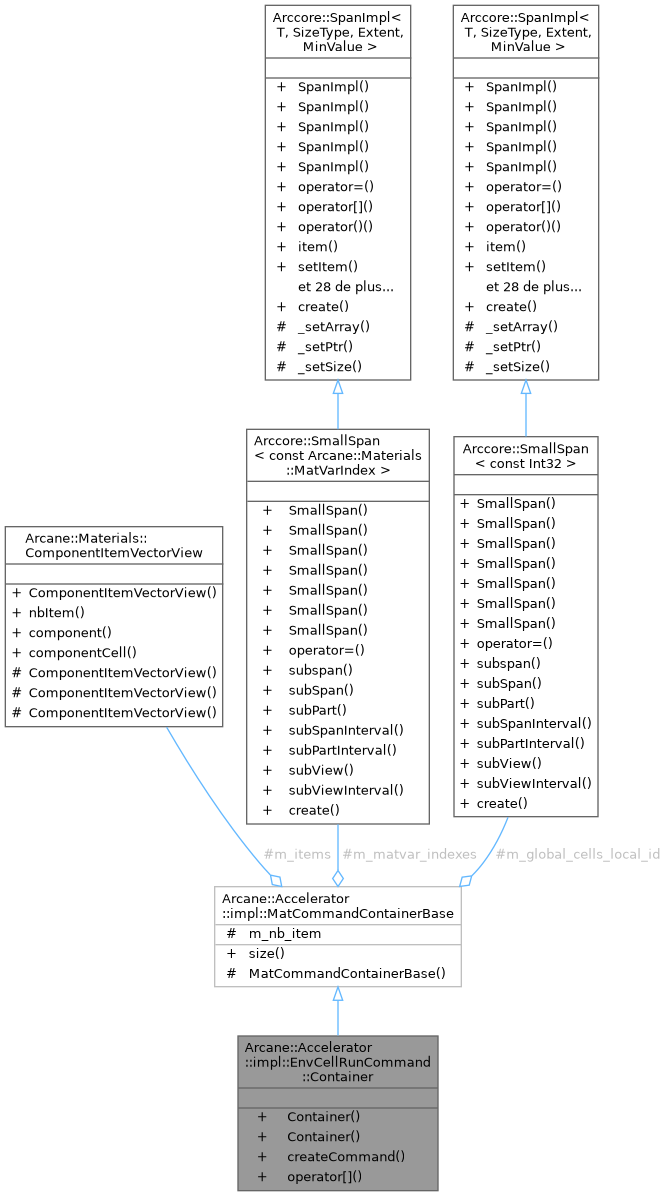 Arccore::SpanImpl<
T, SizeType, Extent,
MinValue >
+ SpanImpl()
+ SpanImpl()
+ SpanImpl()
+ SpanImpl()
+ SpanImpl()
+ operator=()
+ operator[]()
+ operator()()
+ item()
+ setItem()
et 28 de plus...
+ create()
# _setArray()
# _setPtr()
# _setSize()
Arccore::SpanImpl<
T, SizeType, Extent,
MinValue >
+ SpanImpl()
+ SpanImpl()
+ SpanImpl()
+ SpanImpl()
+ SpanImpl()
+ operator=()
+ operator[]()
+ operator()()
+ item()
+ setItem()
et 28 de plus...
+ create()
# _setArray()
# _setPtr()
# _setSize()
Arcane::Materials::
ComponentItemVectorView
+ ComponentItemVectorView()
+ nbItem()
+ component()
+ componentCell()
# ComponentItemVectorView()
# ComponentItemVectorView()
# ComponentItemVectorView()
Arccore::SmallSpan
< const Arcane::Materials
::MatVarIndex >
+ SmallSpan()
+ SmallSpan()
+ SmallSpan()
+ SmallSpan()
+ SmallSpan()
+ SmallSpan()
+ SmallSpan()
+ operator=()
+ subspan()
+ subSpan()
+ subPart()
+ subSpanInterval()
+ subPartInterval()
+ subView()
+ subViewInterval()
+ create()
Arccore::SmallSpan
< const Int32 >
+ SmallSpan()
+ SmallSpan()
+ SmallSpan()
+ SmallSpan()
+ SmallSpan()
+ SmallSpan()
+ SmallSpan()
+ operator=()
+ subspan()
+ subSpan()
+ subPart()
+ subSpanInterval()
+ subPartInterval()
+ subView()
+ subViewInterval()
+ create()
#m_items
#m_matvar_indexes
#m_global_cells_local_id
Arcane::Accelerator
::impl::MatCommandContainerBase
# m_nb_item
+ size()
# MatCommandContainerBase()
Arcane::Accelerator
::impl::EnvCellRunCommand
::Container
+ Container()
+ Container()
+ createCommand()
+ operator[]()